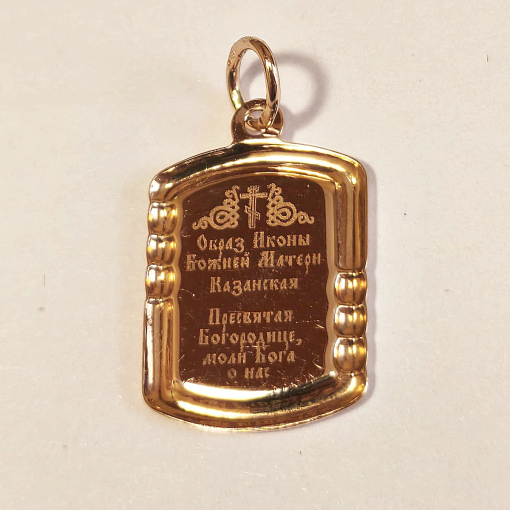 Образ Иконы
Божией Матери
Казанская
Пресвятая
Богородице,
моли Бога
о нас